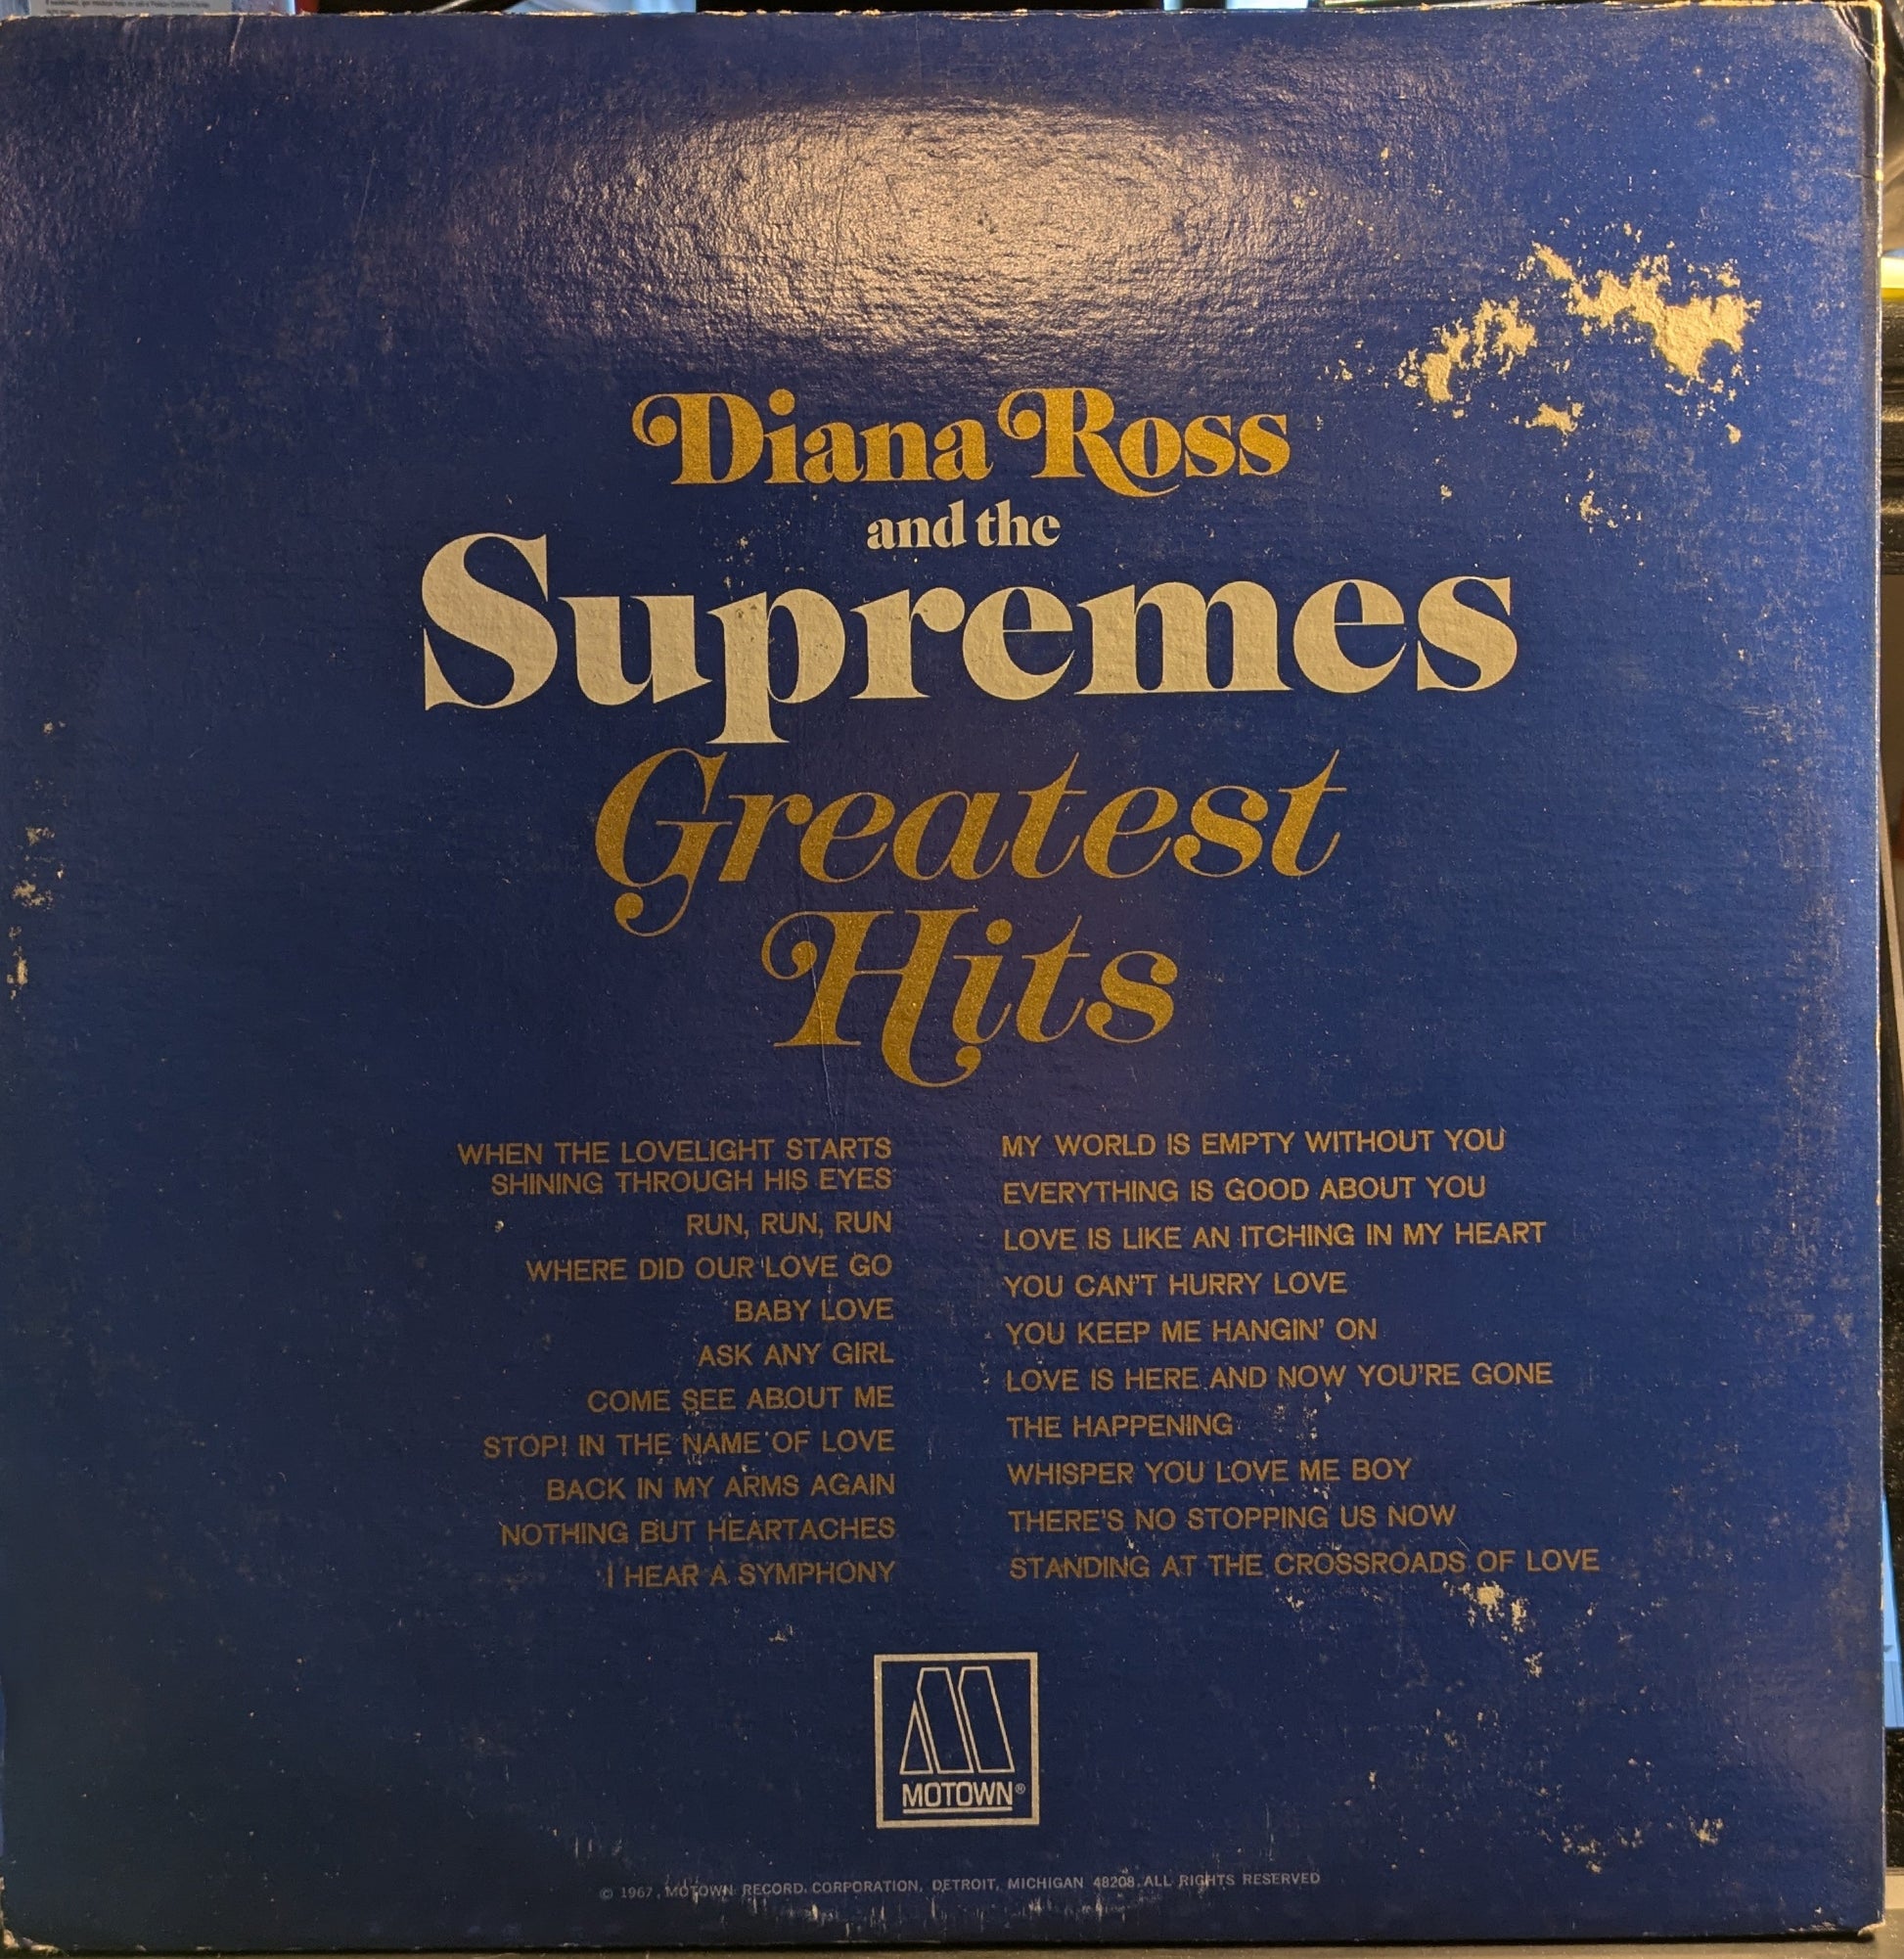 Diana Ross
and the
Supremes
Greatest
Hits
WHEN THE LOVELIGHT STARTS
SHINING THROUGH HIS EYES
RUN, RUN, RUN
WHERE DID OUR LOVE GO
BABY LOVE
ASK ANY GIRL
COME SEE ABOUT ME
STOP! IN THE NAME OF LOVE
BACK IN MY ARMS AGAIN
NOTHING BUT HEARTACHES
I HEAR A SYMPHONY
MY WORLD IS EMPTY WITHOUT YOU
EVERYTHING IS GOOD ABOUT YOU
LOVE IS LIKE AN ITCHING IN MY HEART
YOU CAN'T HURRY LOVE
YOU KEEP ME HANGIN' ON
LOVE IS HERE AND NOW YOU'RE GONE
THE HAPPENING
WHISPER YOU LOVE ME BOY
THERE'S NO STOPPING US NOW
STANDING AT THE CROSSROADS OF LOVE
MOTOWN®
© 1967, MOTOWN RECORD CORPORATION, DETROIT, MICHIGAN 48208. ALL RIGHTS RESERVED